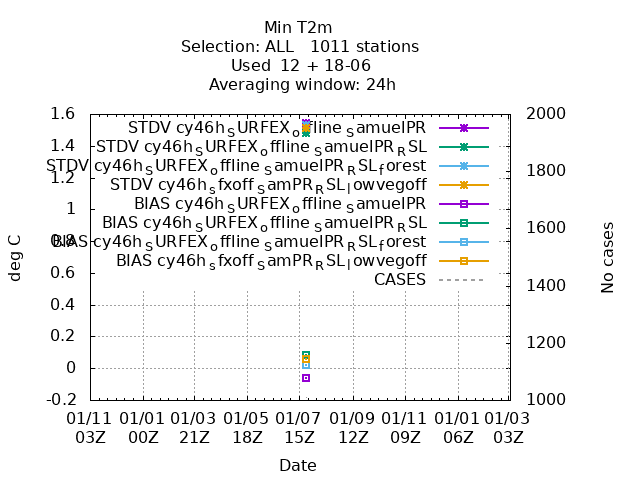 Min T2m
Selection: ALL   1011 stations
Used  12 + 18-06
Averaging window: 24h
1.6
1.4
1.2
1
0.8
0.6
0.4
0.2
0
-0.2
deg C
STDV cy46h_SURFEX_offline_SamuelPR
STDV cy46h_SURFEX_offline_SamuelPR_RSL
STDV cy46h_SURFEX_offline_SamuelPR_RSL_forest
STDV cy46h_sfxoff_SamPR_RSL_lowvegoff
BIAS cy46h_SURFEX_offline_SamuelPR
BIAS cy46h_SURFEX_offline_SamuelPR_RSL
BIAS cy46h_SURFEX_offline_SamuelPR_RSL_forest
BIAS cy46h_sfxoff_SamPR_RSL_lowvegoff
CASES
2000
1800
1600
1400
1200
1000
No cases
01/11 01/01 01/03 01/05 01/07 01/09 01/11 01/01 01/03
03Z 00Z 21Z 18Z 15Z 12Z 09Z 06Z 03Z
Date